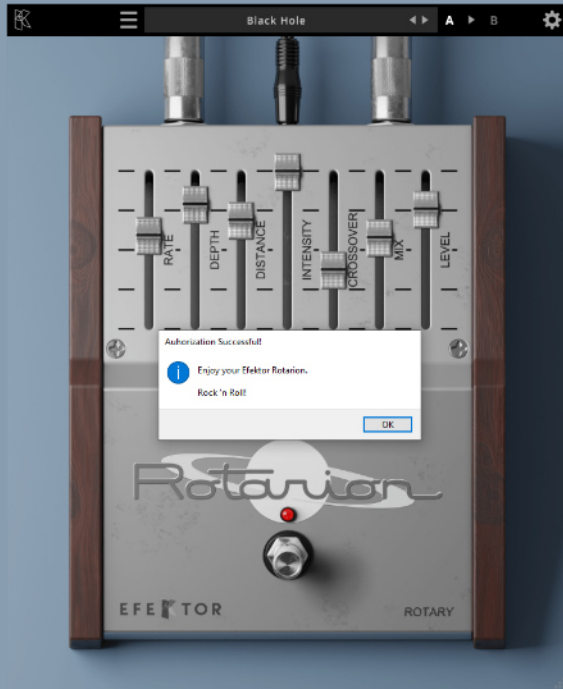 Black Hole
A
B
RATE
DEPTH
DISTANCE
INTENSITY
CROSSOVER
MIX
LEVEL
Auhorization Successful!
Enjoy your Efektor Rotarion.
Rock 'n Roll!
OK
Rotarion
EFEKTOR
ROTARY